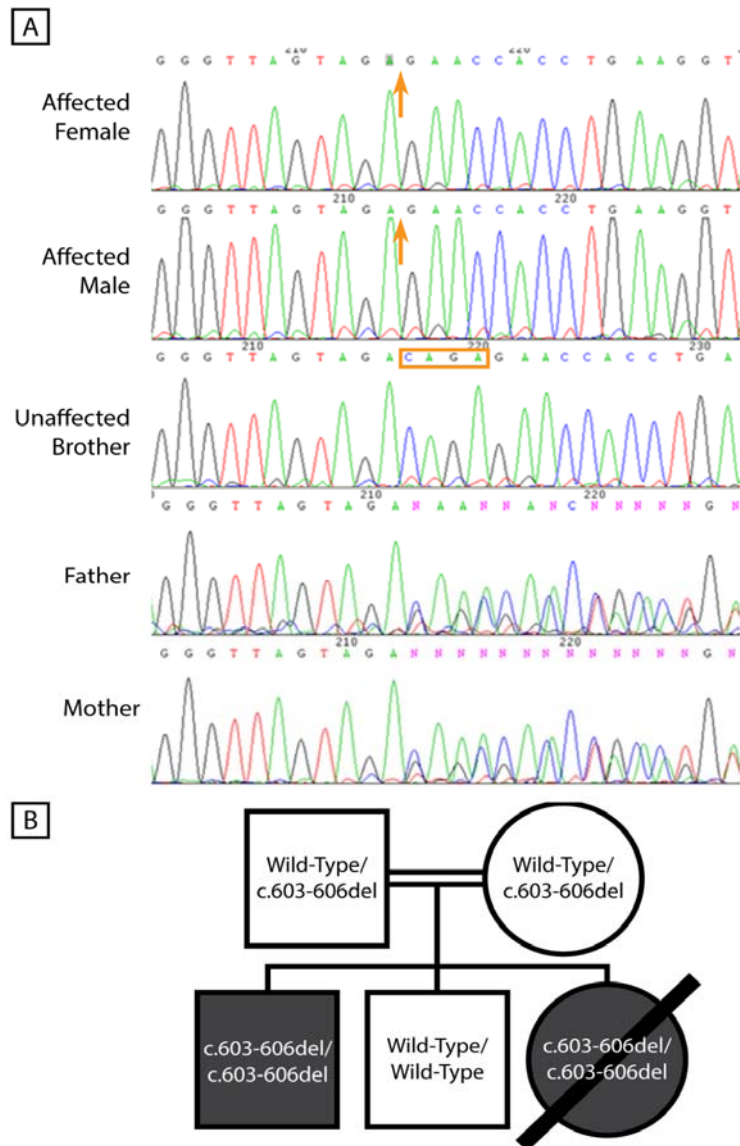 A
210 220
G G G T T A G T A G A G A A C C A C C T G A A G G T
Affected
Female
210 220
G G G T T A G T A G A G A A C C A C C T G A A G G T
Affected
Male
210 220 230
G G G T T A G T A G A C A G A G A A C C A C C T G A
Unaffected
Brother
210 220
G G G T T A G T A G A N A A N N A N C N N N N N G N
Father
210 220
G G G T T A G T A G A N N N N N N N N N N N N N G N
Mother
B
Wild-Type/
c.603-606del
Wild-Type/
c.603-606del
c.603-606del/
c.603-606del
Wild-Type/
Wild-Type
c.603-606del/
c.603-606del